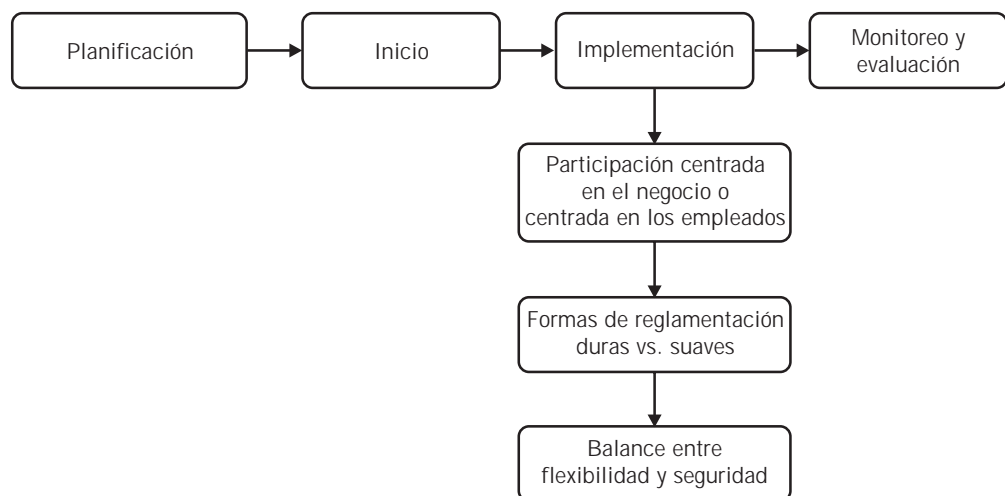 Planificación
Inicio
Implementación
Monitoreo y
evaluación
Participación centrada
en el negocio o
centrada en los empleados
Formas de reglamentación
duras vs. suaves
Balance entre
flexibilidad y seguridad